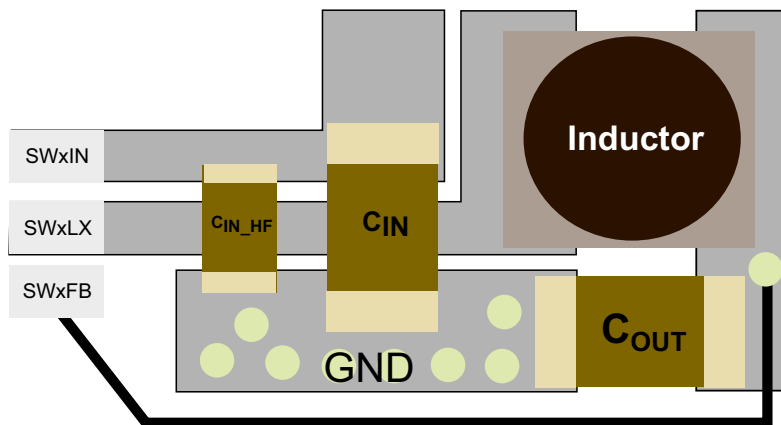 Inductor
SWxIN
SWxLX
CIN_HF
CIN
SWxFB
COUT
GND